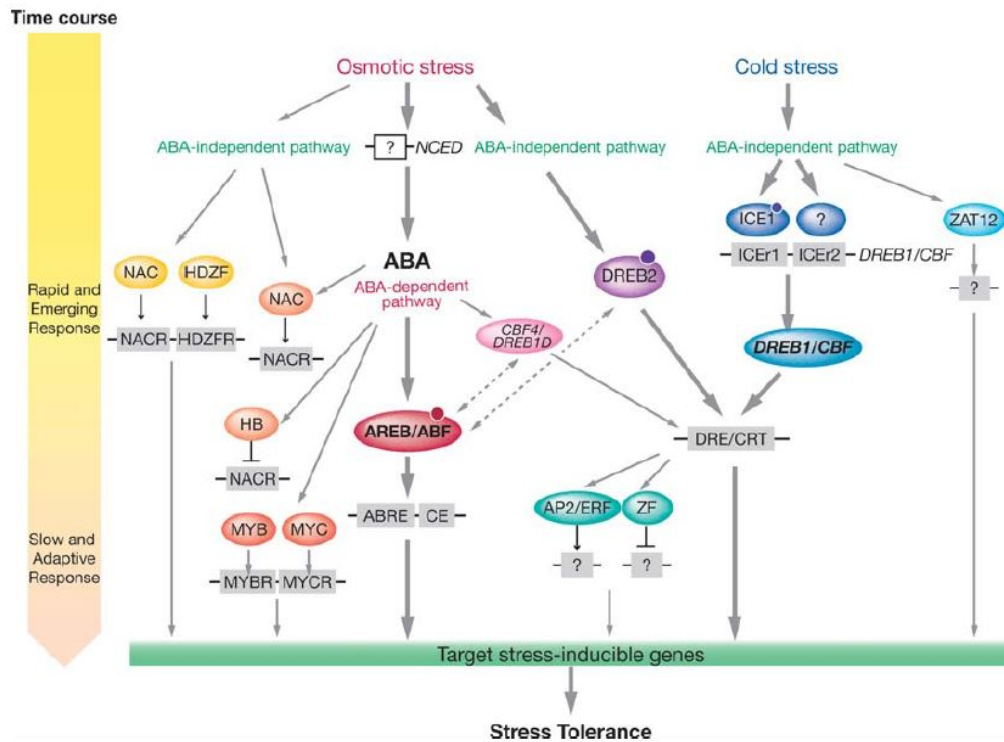 Time course
Osmotic stress
Cold stress
ABA-independent pathway
? NCED
ABA-independent pathway
ABA-independent pathway
ICE1
?
ZAT12
ICEr1 ICEr2 DREB1/CBF
?
ABA
ABA-dependent
pathway
DREB2
NAC
HDZF
NAC
Rapid and
Emerging
Response
NACR HDZFR
NACR
CBF4/
DREB1D
DREB1/CBF
HB
NACR
AREB/ABF
DRE/CRT
ABRE CE
AP2/ERF
ZF
?
?
MYB
MYC
MYBR MYCR
Slow and
Adaptive
Response
Target stress-inducible genes
Stress Tolerance